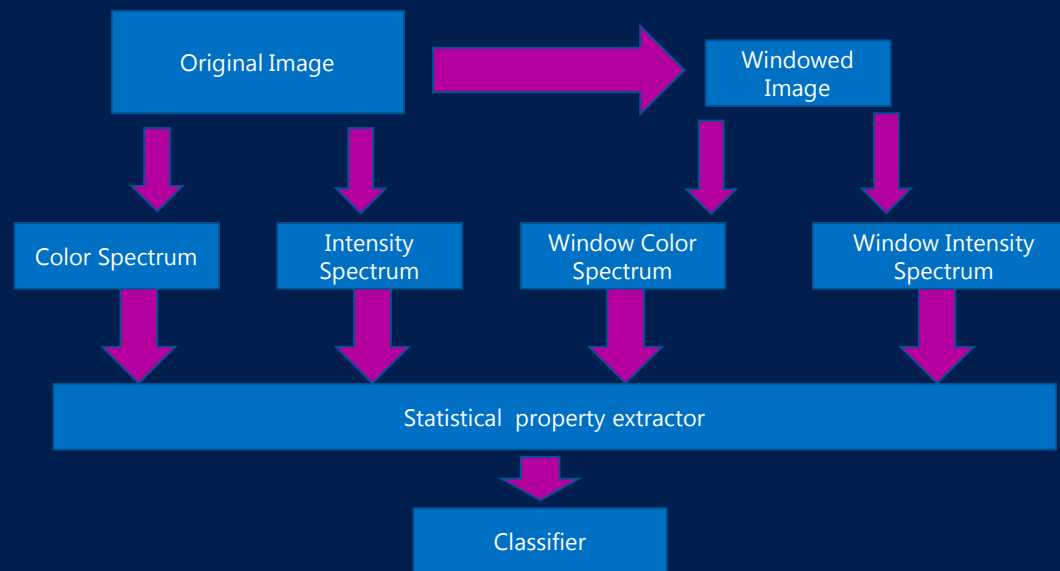 Original Image
Windowed
Image
Color Spectrum
Intensity
Spectrum
Window Color
Spectrum
Window Intensity
Spectrum
Statistical  property extractor
Classifier